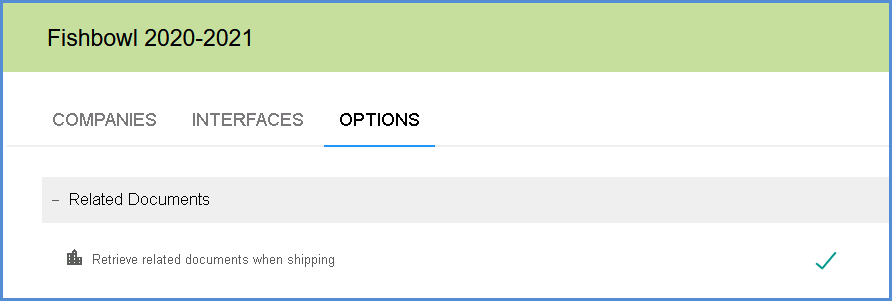 Fishbowl 2020-2021
COMPANIES INTERFACES OPTIONS
– Related Documents
Retrieve related documents when shipping